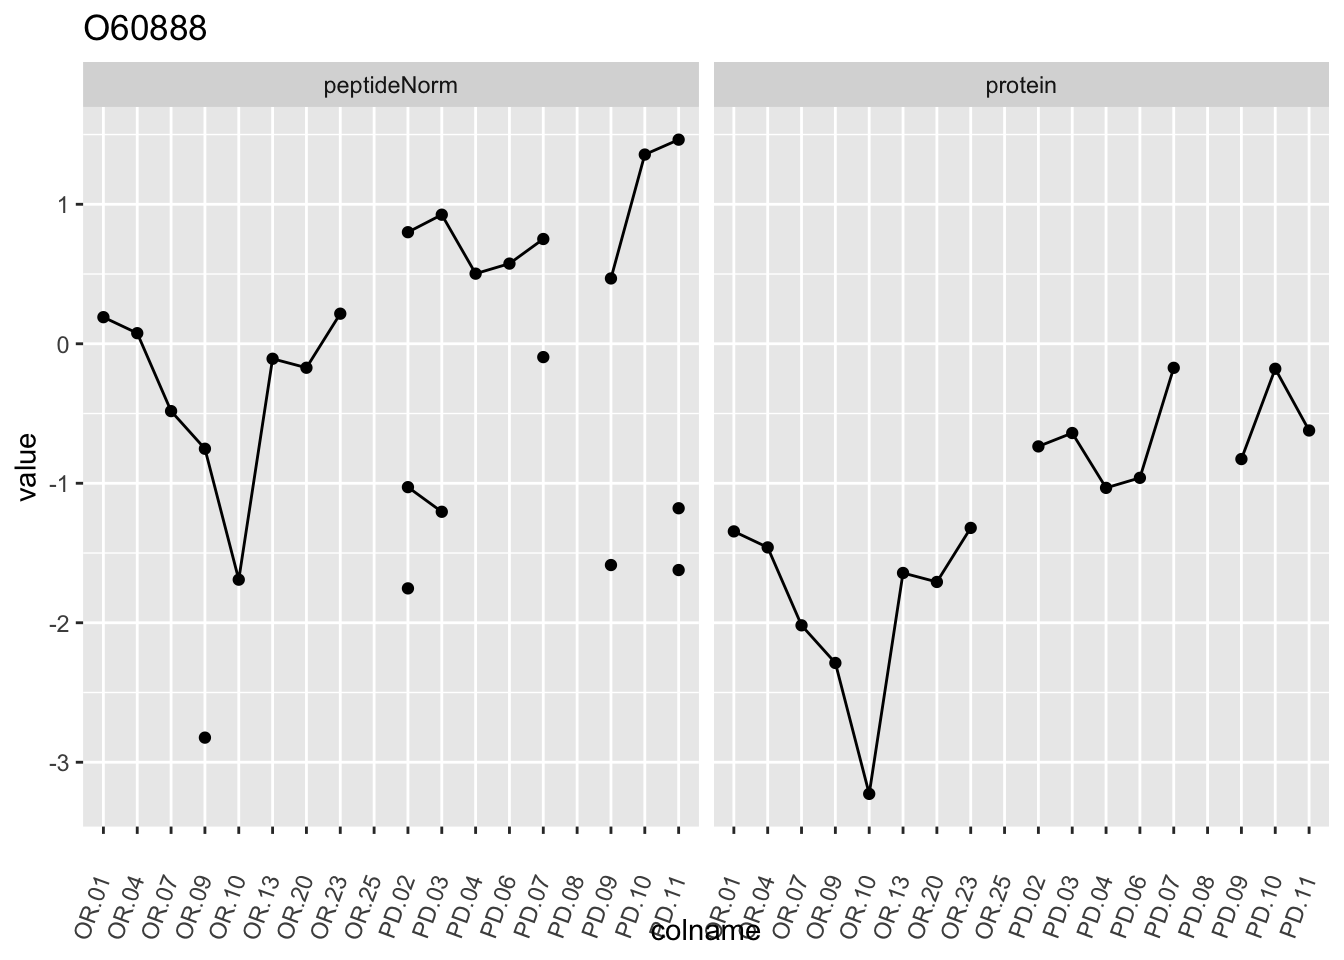 O60888
peptideNorm protein
1
0
-1
-2
-3
value
OR.01 OR.04 OR.07 OR.09 OR.10 OR.13 OR.20 OR.23 OR.25 PD.02 PD.03 PD.04 PD.06 PD.07 PD.08 PD.09 PD.10 PD.11 OR.01 OR.04 OR.07 OR.09 OR.10 OR.13 OR.20 OR.23 OR.25 PD.02 PD.03 PD.04 PD.06 PD.07 PD.08 PD.09 PD.10 PD.11
colname